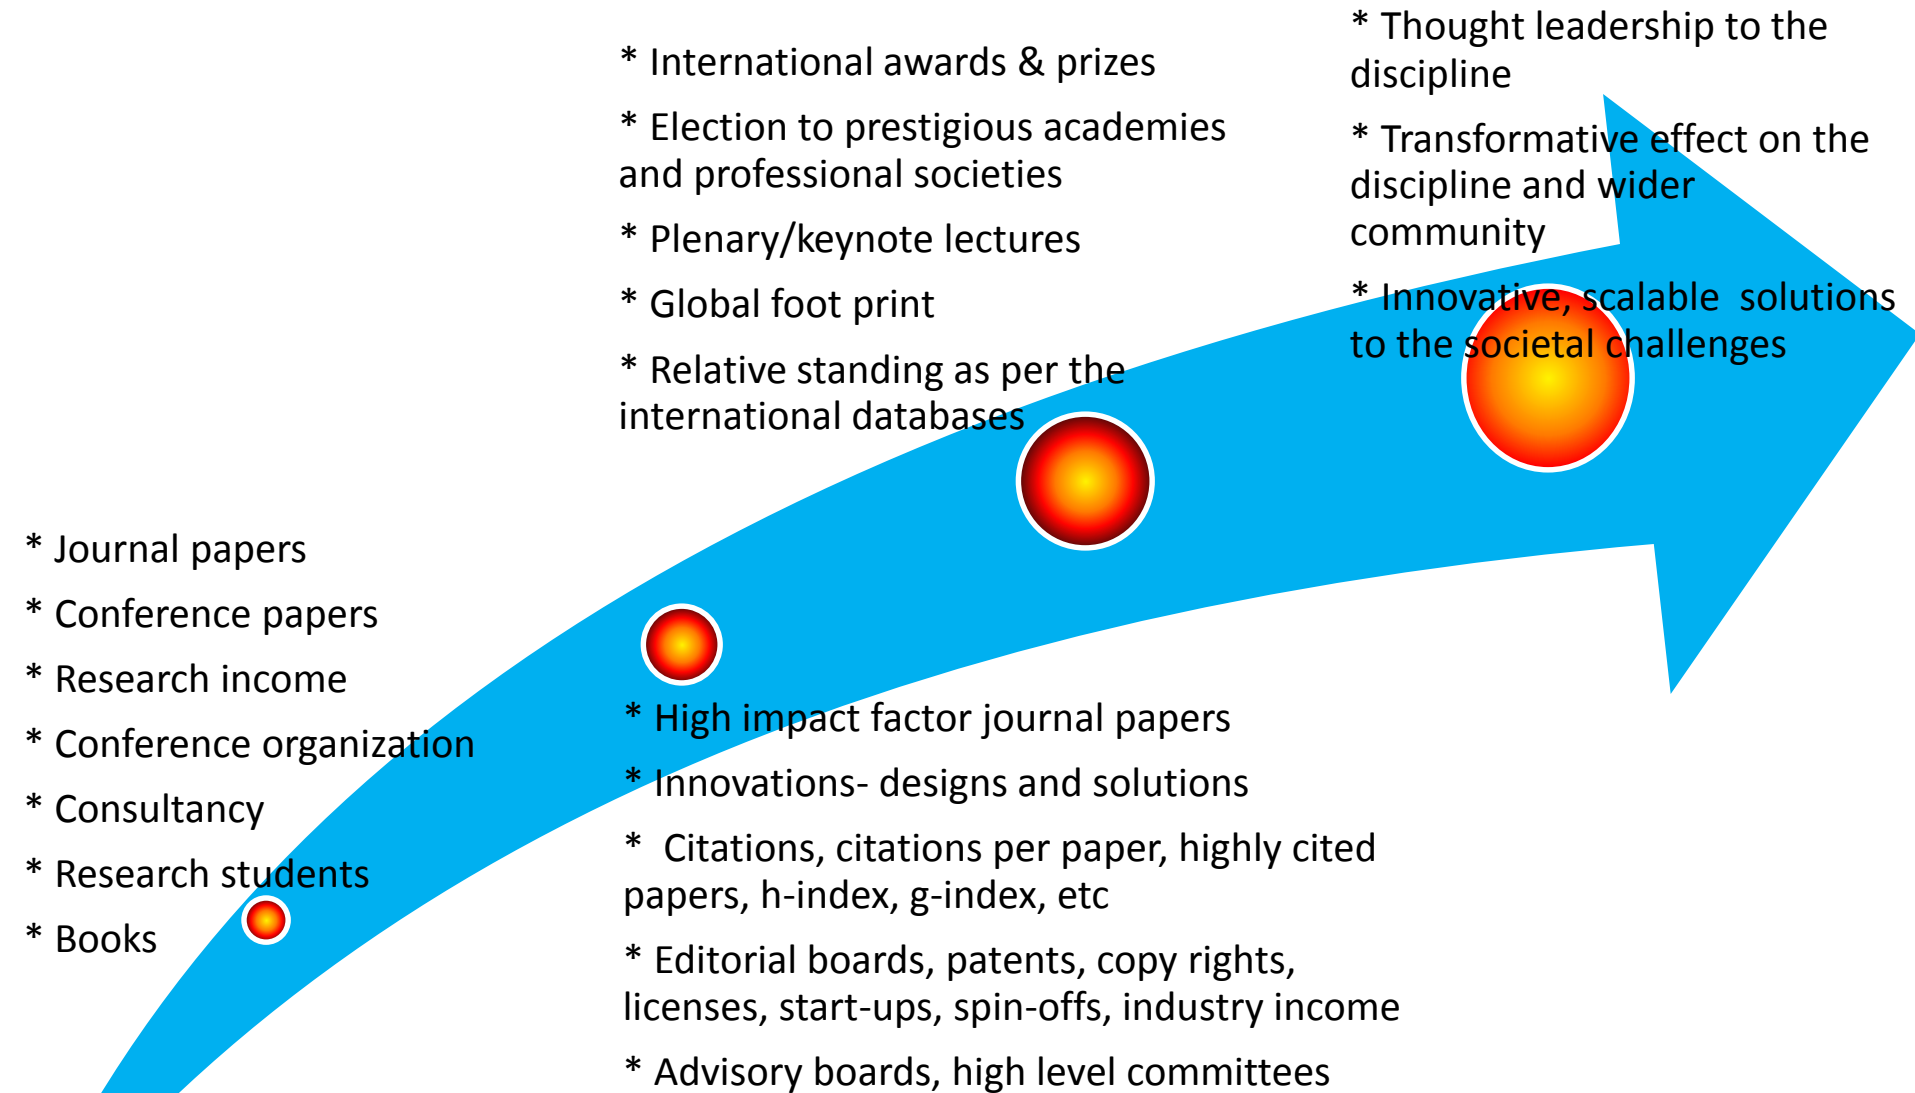 * Journal papers
* Conference papers
* Research income
* Conference organization
* Consultancy
* Research students
* Books
* High impact factor journal papers
* Innovations- designs and solutions
*  Citations, citations per paper, highly cited
papers, h-index, g-index, etc
* Editorial boards, patents, copy rights,
licenses, start-ups, spin-offs, industry income
* Advisory boards, high level committees
* International awards & prizes
* Election to prestigious academies
and professional societies
* Plenary/keynote lectures
* Global foot print
* Relative standing as per the
international databases
* Thought leadership to the
discipline
* Transformative effect on the
discipline and wider
community
* Innovative, scalable  solutions
to the societal challenges